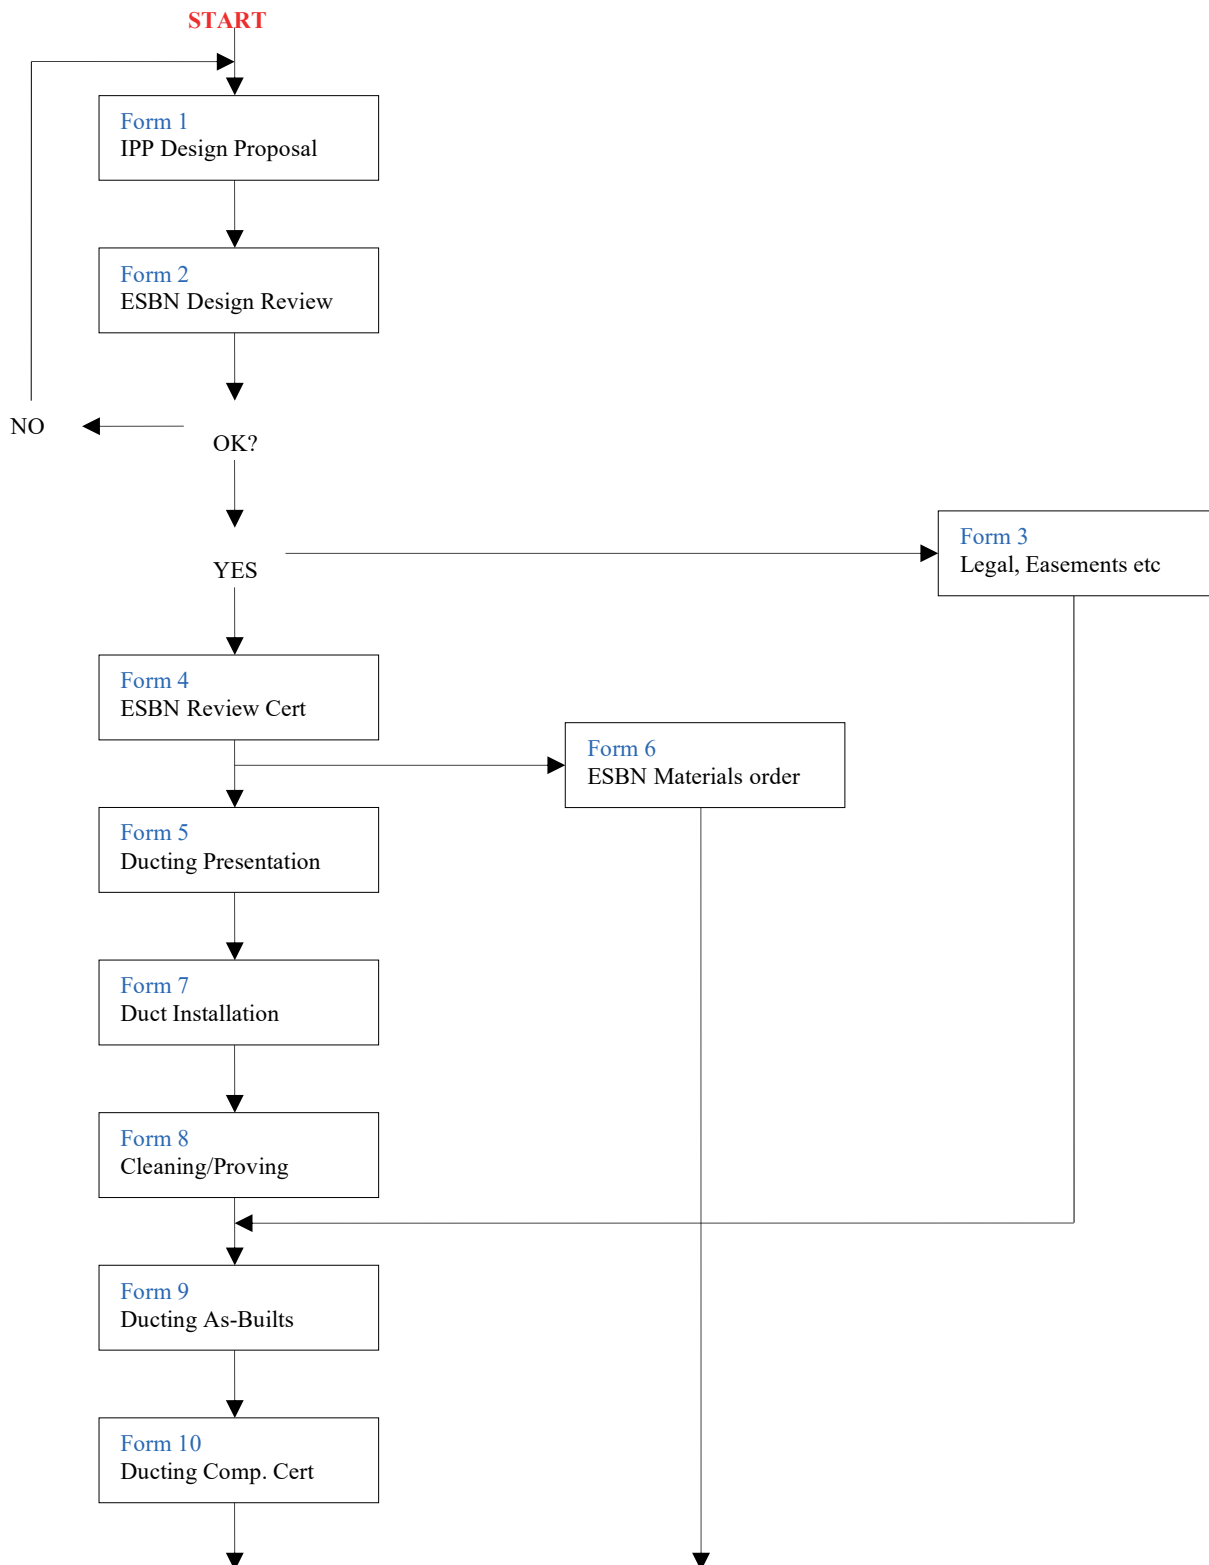 START
Form 1
IPP Design Proposal
Form 2
ESBN Design Review
NO
OK?
YES
Form 3
Legal, Easements etc
Form 4
ESBN Review Cert
Form 6
ESBN Materials order
Form 5
Ducting Presentation
Form 7
Duct Installation
Form 8
Cleaning/Proving
Form 9
Ducting As-Builts
Form 10
Ducting Comp. Cert